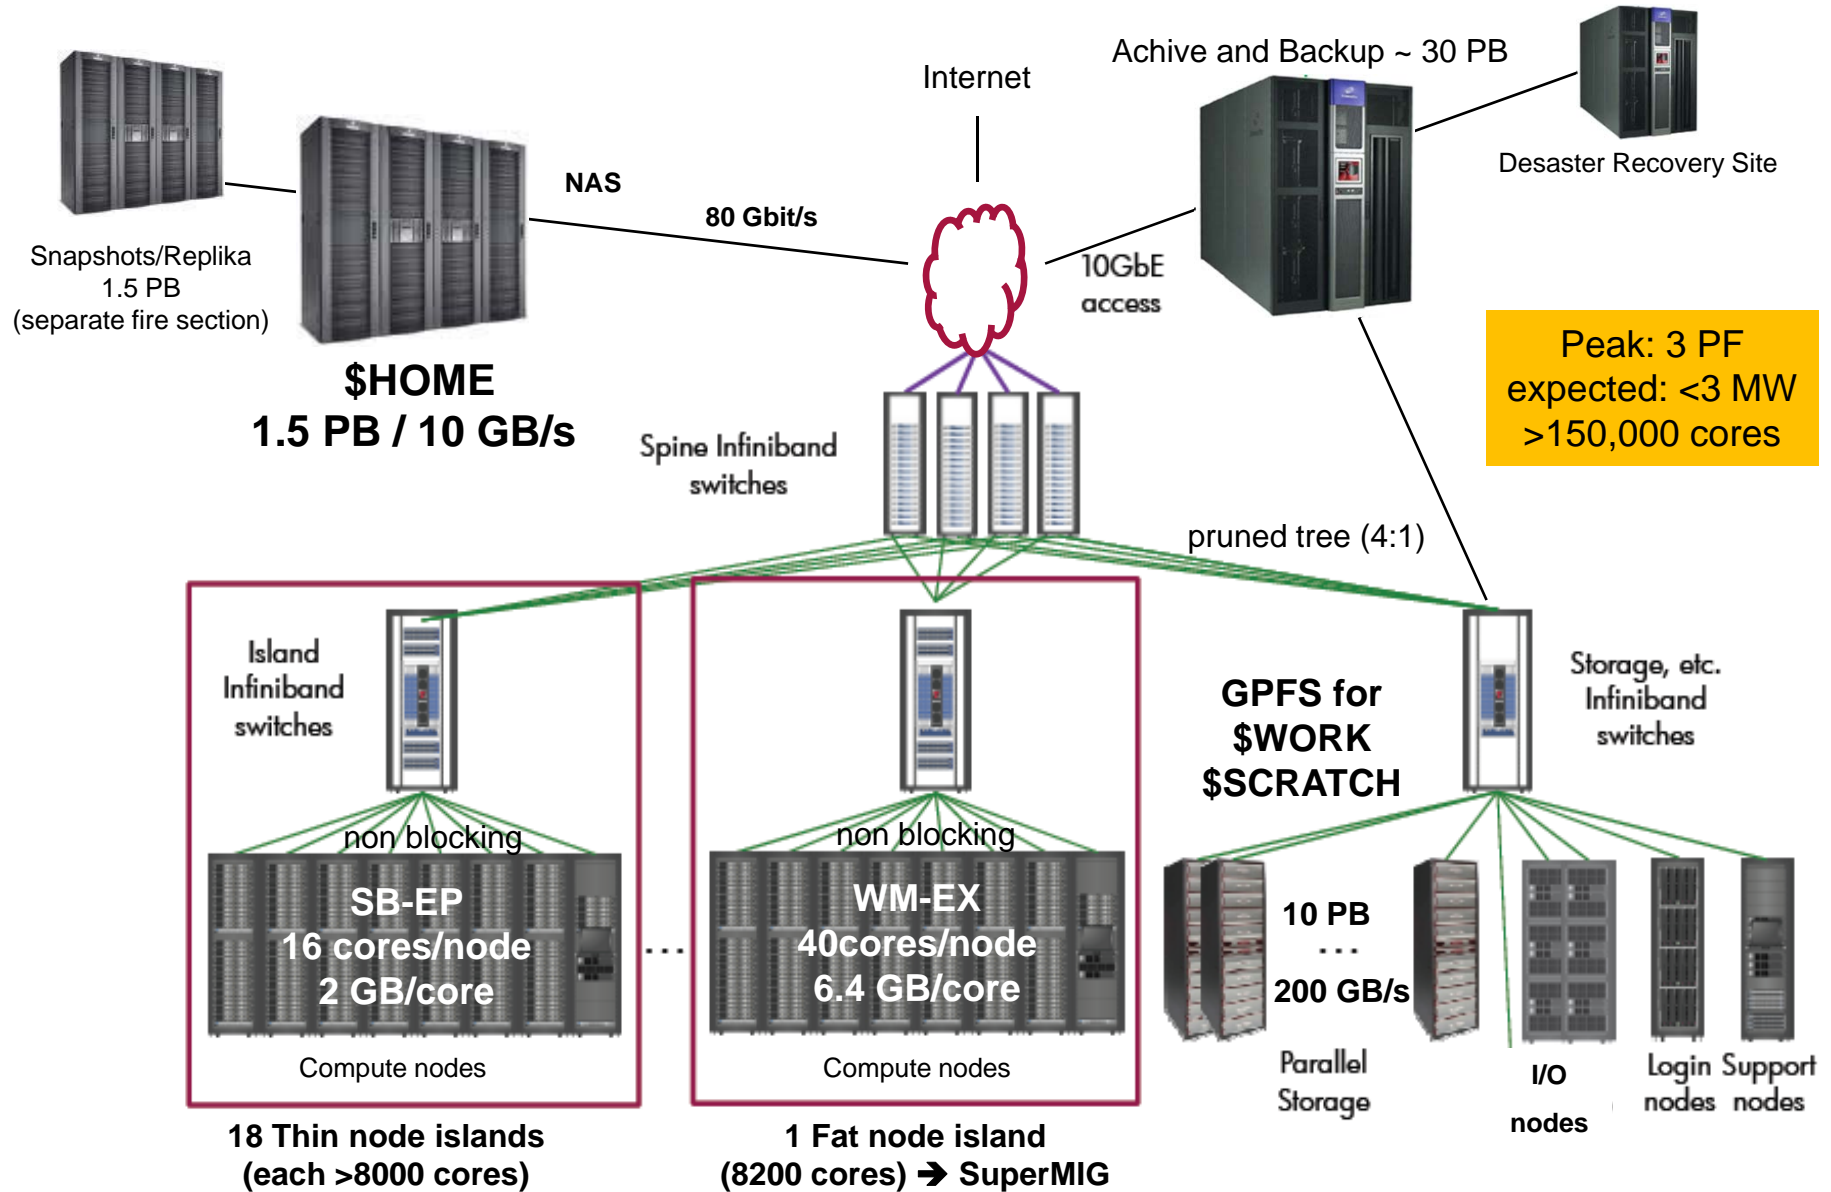 Internet
Achive and Backup ~ 30 PB
Desaster Recovery Site
NAS
80 Gbit/s
10GbE
access
Snapshots/Replika
1.5 PB
(separate fire section)
$HOME
1.5 PB / 10 GB/s
Peak: 3 PF
expected: <3 MW
>150,000 cores
Spine Infiniband
switches
pruned tree (4:1)
Island
Infiniband
switches
GPFS for
$WORK
$SCRATCH
Storage, etc.
Infiniband
switches
non blocking
SB-EP
16 cores/node
2 GB/core
Compute nodes
...
non blocking
WM-EX
40cores/node
6.4 GB/core
Compute nodes
10 PB
...
200 GB/s
Parallel
Storage
I/O
nodes
Login
nodes
Support
nodes
18 Thin node islands
(each >8000 cores)
1 Fat node island
(8200 cores) ➔ SuperMIG